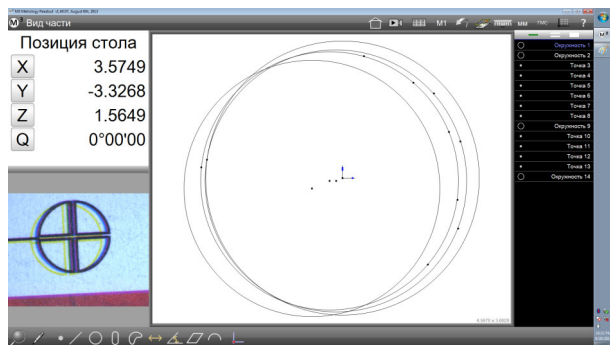 Вид части
M1
мм
ГМС
?
Позиция стола
X 3.5749
Y -3.3268
Z 1.5649
Q 0°00'00
Окружность 1
Окружность 2
Точка 3
Точка 4
Точка 5
Точка 6
Точка 7
Точка 8
Окружность 9
Точка 10
Точка 11
Точка 12
Точка 13
Окружность 14